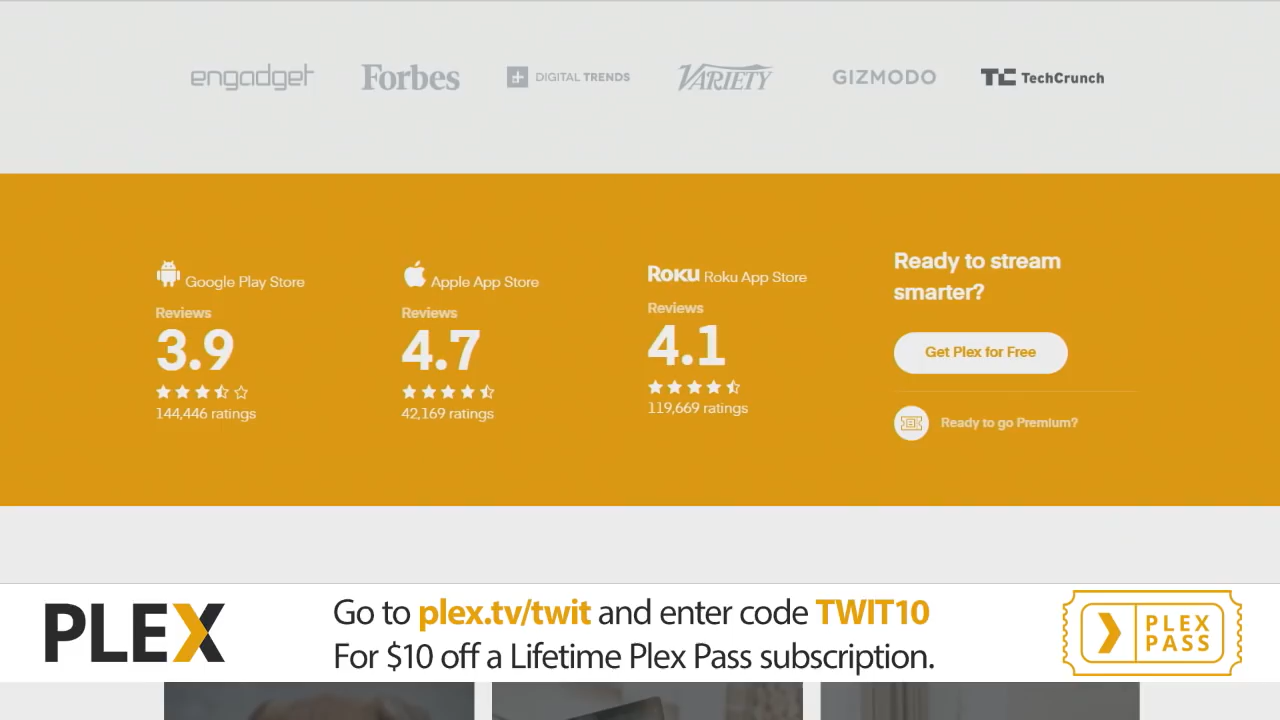 engadget
Forbes
DIGITAL TRENDS
VARIETY
GIZMODO
TC TechCrunch
Google Play Store
Reviews
3.9
144,446 ratings
Apple App Store
Reviews
4.7
42,169 ratings
ROKU Roku App Store
Reviews
4.1
119,669 ratings
Ready to stream
smarter?
Get Plex for Free
Ready to go Premium?
PLEX
Go to plex.tv/twit and enter code TWIT10
For $10 off a Lifetime Plex Pass subscription.
PLEX
PASS